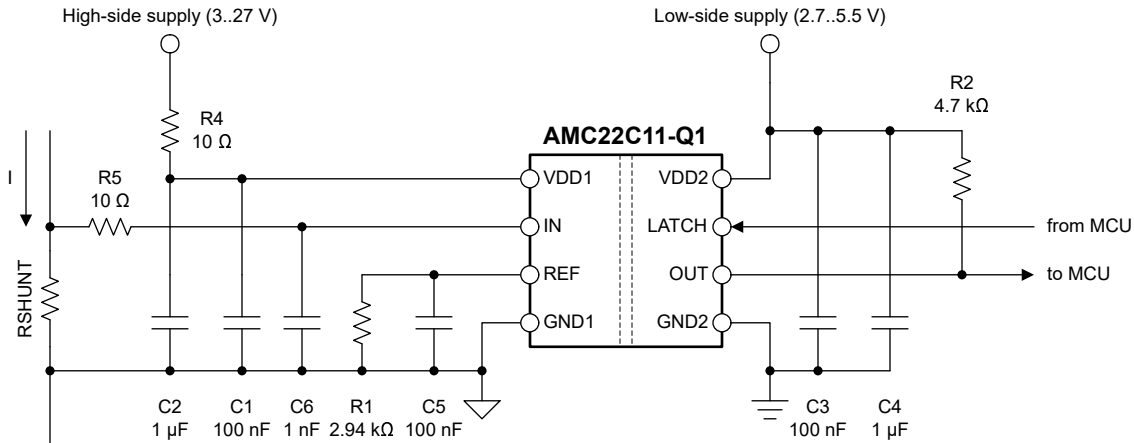 High-side supply (3..27 V)
Low-side supply (2.7..5.5 V)
R4
10 Ω
R2
4.7 kΩ
AMC22C11-Q1
I
R5
10 Ω
VDD1
VDD2
IN
LATCH
from MCU
RSHUNT
REF
OUT
to MCU
GND1
GND2
C2
1 µF
C1
100 nF
C6
1 nF
R1
2.94 kΩ
C5
100 nF
C3
100 nF
C4
1 µF